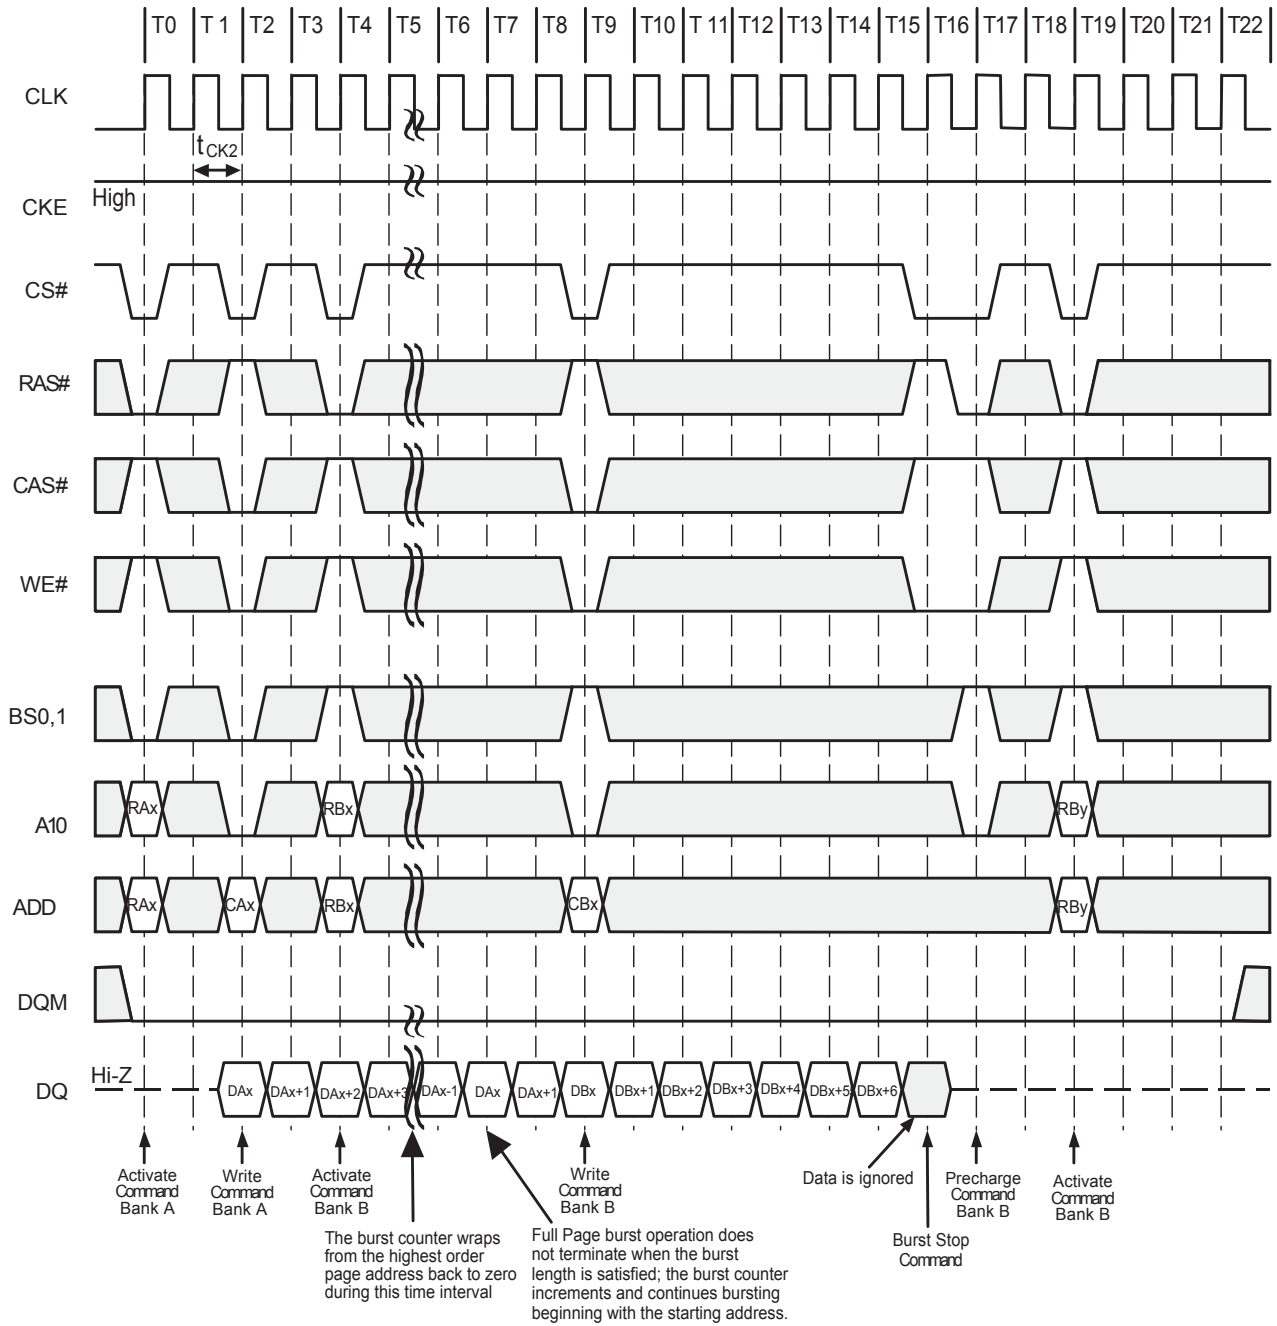 T0 T 1 T2 T3 T4 T5 T6 T7 T8 T9 T10 T 11 T12 T13 T14 T15 T16 T17 T18 T19 T20 T21 T22
CLK
tCK2
High
CKE
CS#
RAS#
CAS#
WE#
BS0,1
RAx RBx RBy
A10
ADD RAx CAx RBx CBx RBy
DQM
Hi-Z
DQ DAx DAx+1 DAx+2 DAx+3 DAx-1 DAx DAx+1 DBx DBx+1 DBx+2 DBx+3 DBx+4 DBx+5 DBx+6
Activate
Command
Bank A
Write
Command
Bank A
Activate
Command
Bank B
The burst counter wraps
from the highest order
page address back to zero
during this time interval
Full Page burst operation does
not terminate when the burst
length is satisfied; the burst counter
increments and continues bursting
beginning with the starting address.
Write
Command
Bank B
Data is ignored
Burst Stop
Command
Precharge
Command
Bank B
Activate
Command
Bank B